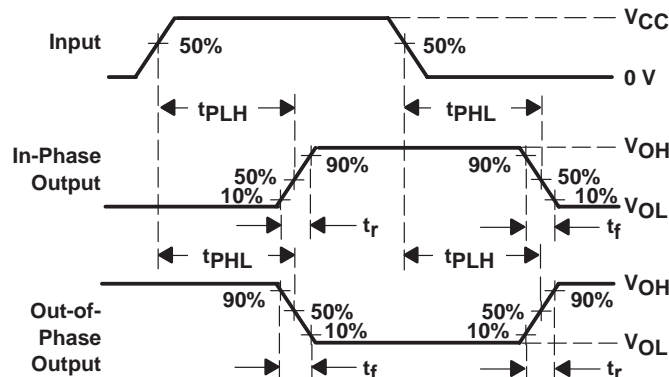 Input
50%
50%
VCC
0 V
tPLH
tPHL
In-Phase
Output
50%
10%
90%
90%
50%
10%
VOH
VOL
tr
tf
tPHL
tPLH
Out-of-
Phase
Output
90%
50%
10%
10%
90%
VOH
VOL
tf
tr